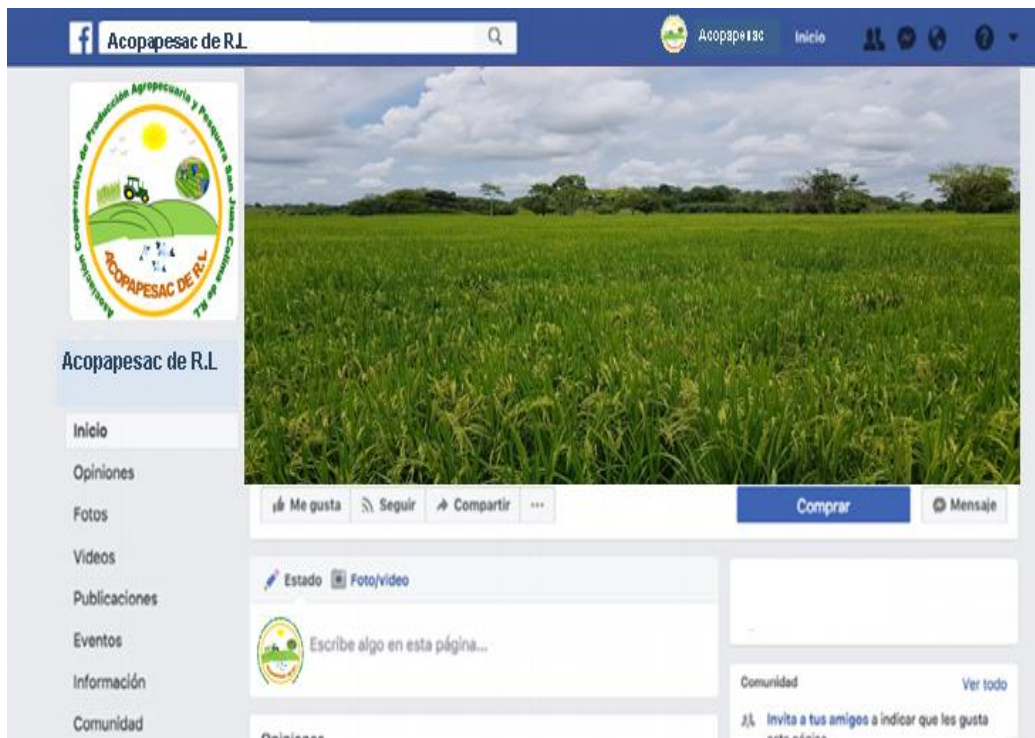 Acopapesac de R.L
Acopapesac
Inicio
Asociación Cooperativa de Producción Agropecuaria y Pesquera San Juan Colima de R.L
ACOPAPESAC DE R.L
Acopapesac de R.L
Inicio
Opiniones
Fotos
Videos
Publicaciones
Eventos
Información
Comunidad
Me gusta
Seguir
Compartir
...
Comprar
Mensaje
Estado
Foto/video
Escribe algo en esta página...
Comunidad
Ver todo
Invita a tus amigos a indicar que les gusta